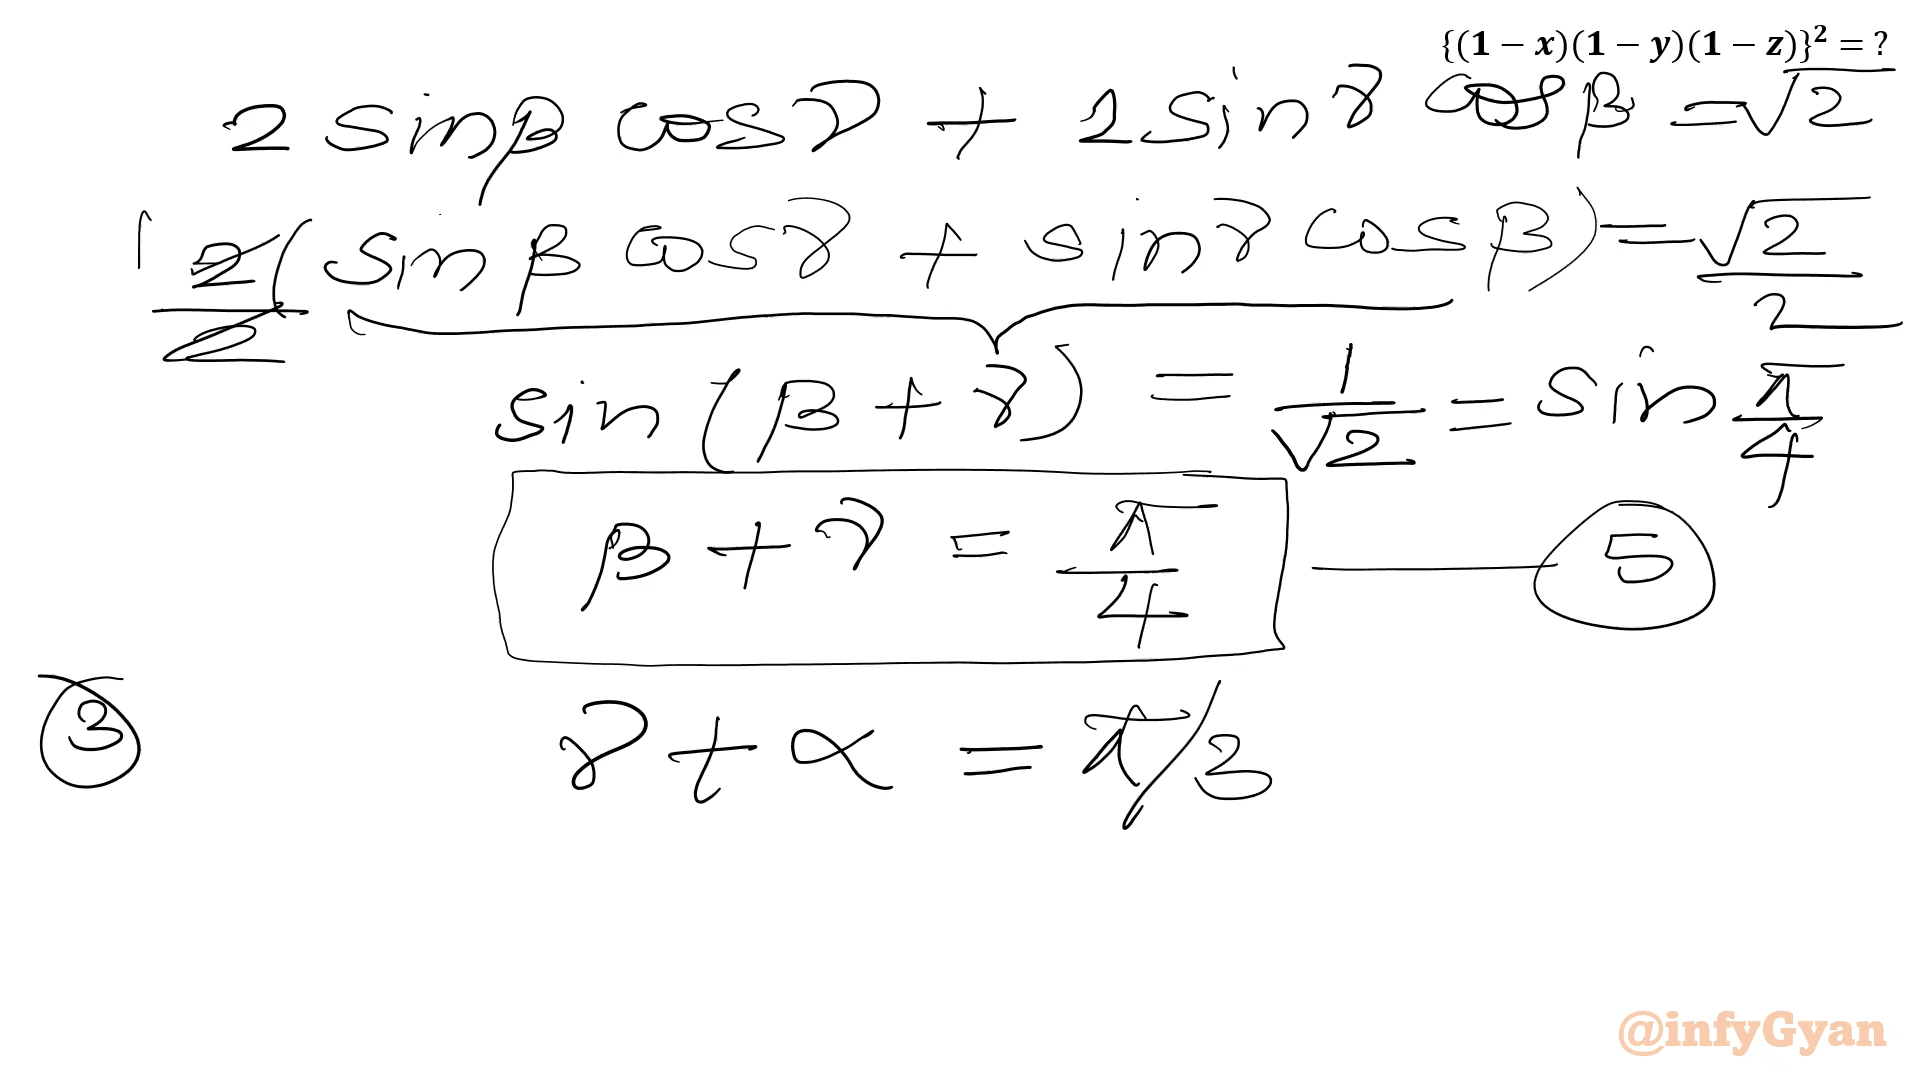 {(1 − x)(1 − y)(1 − z)}² = ?
2 sinβ cosγ + 2 sinγ cosβ = √2
1 2/2 (sinβ cosγ + sinγ cosβ) = √2/2
sin (β + γ) = 1/√2 = sin π/4
β + γ = π/4 —— 5
3 γ + α = π/3
@infyGyan